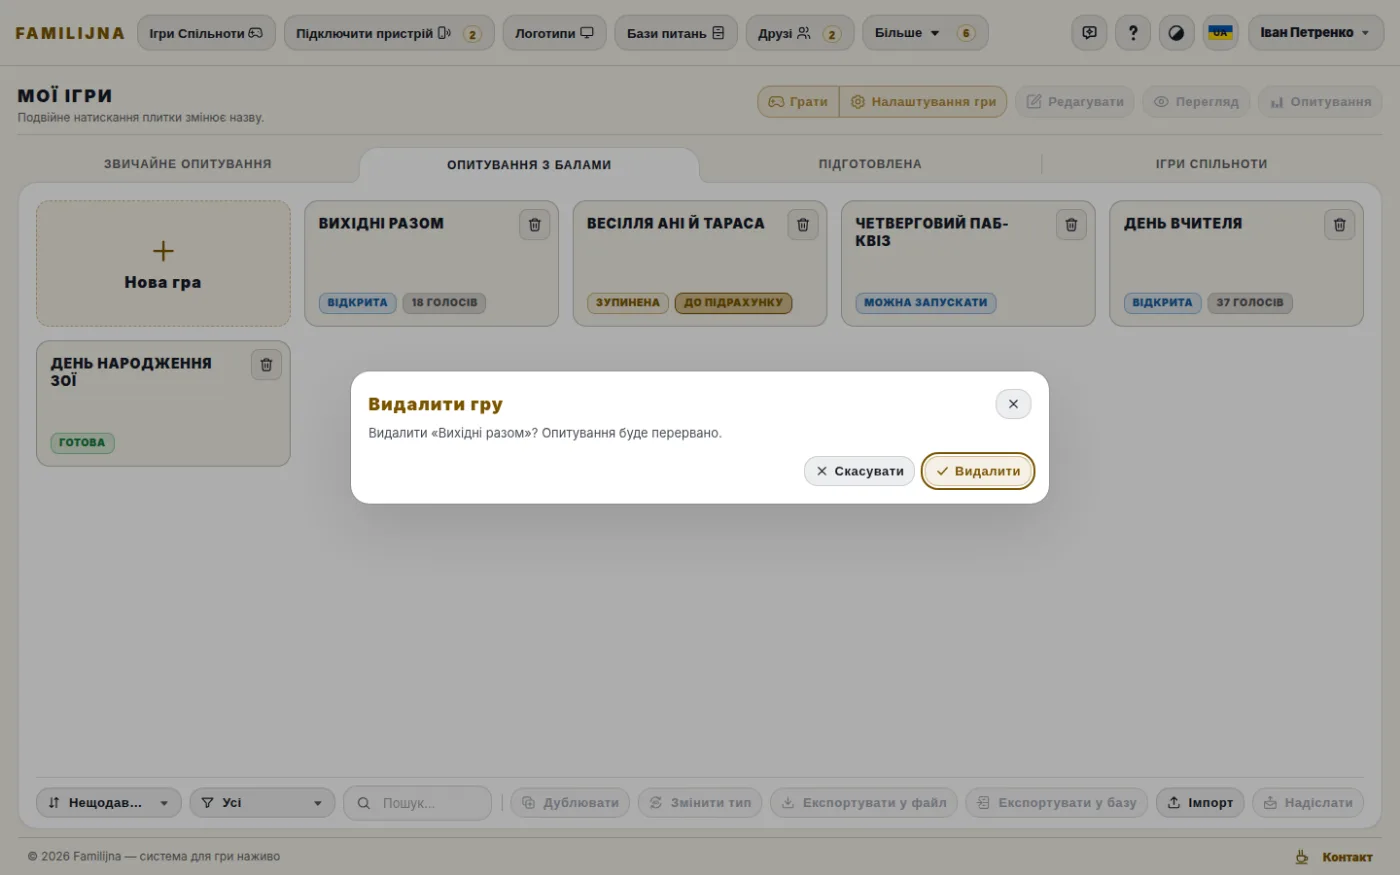 FAMILIJNA
Ігри Спільноти
Підключити пристрій 2
Логотипи
Бази питань
Друзі 2
Більше 6
?
UA
Іван Петренко
МОЇ ІГРИ
Подвійне натискання плитки змінює назву.
Грати
Налаштування гри
Редагувати
Перегляд
Опитування
ЗВИЧАЙНЕ ОПИТУВАННЯ
ОПИТУВАННЯ З БАЛАМИ
ПІДГОТОВЛЕНА
ІГРИ СПІЛЬНОТИ
Нова гра
ВИХІДНІ РАЗОМ
ВІДКРИТА
18 ГОЛОСІВ
ВЕСІЛЛЯ АНІ Й ТАРАСА
ЗУПИНЕНА
ДО ПІДРАХУНКУ
ЧЕТВЕРГОВИЙ ПАБ-
КВІЗ
МОЖНА ЗАПУСКАТИ
ДЕНЬ ВЧИТЕЛЯ
ВІДКРИТА
37 ГОЛОСІВ
ДЕНЬ НАРОДЖЕННЯ
ЗОЇ
ГОТОВА
Видалити гру
Видалити «Вихідні разом»? Опитування буде перервано.
Скасувати
Видалити
Нещодав...
Усі
Пошук...
Дублювати
Змінити тип
Експортувати у файл
Експортувати у базу
Імпорт
Надіслати
© 2026 Familijna — система для гри наживо
Контакт